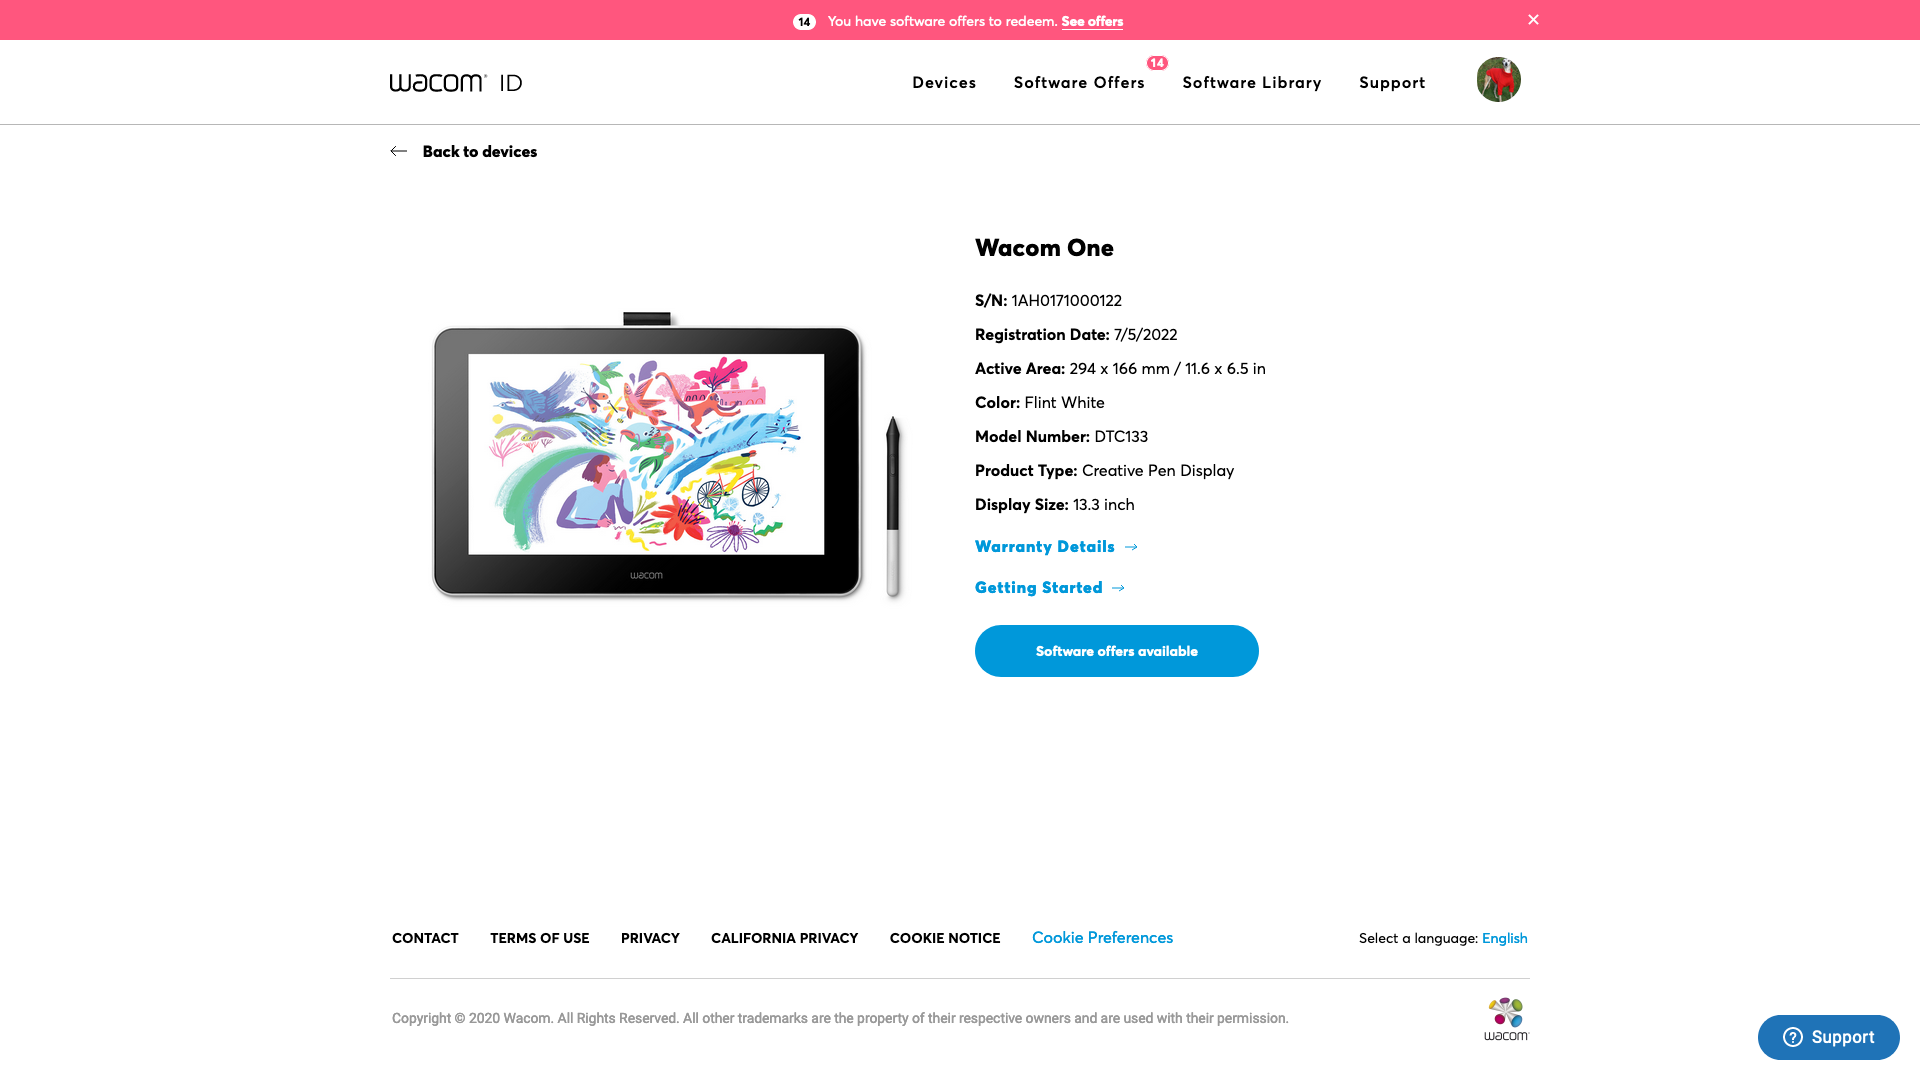 14 You have software offers to redeem. See offers
wacom ID
Devices
Software Offers 14
Software Library
Support
Back to devices
Wacom One
S/N: 1AH0171000122
Registration Date: 7/5/2022
Active Area: 294 x 166 mm / 11.6 x 6.5 in
Color: Flint White
Model Number: DTC133
Product Type: Creative Pen Display
Display Size: 13.3 inch
Warranty Details
Getting Started
Software offers available
wacom
CONTACT
TERMS OF USE
PRIVACY
CALIFORNIA PRIVACY
COOKIE NOTICE
Cookie Preferences
Select a language: English
Copyright © 2020 Wacom. All Rights Reserved. All other trademarks are the property of their respective owners and are used with their permission.
wacom
Support